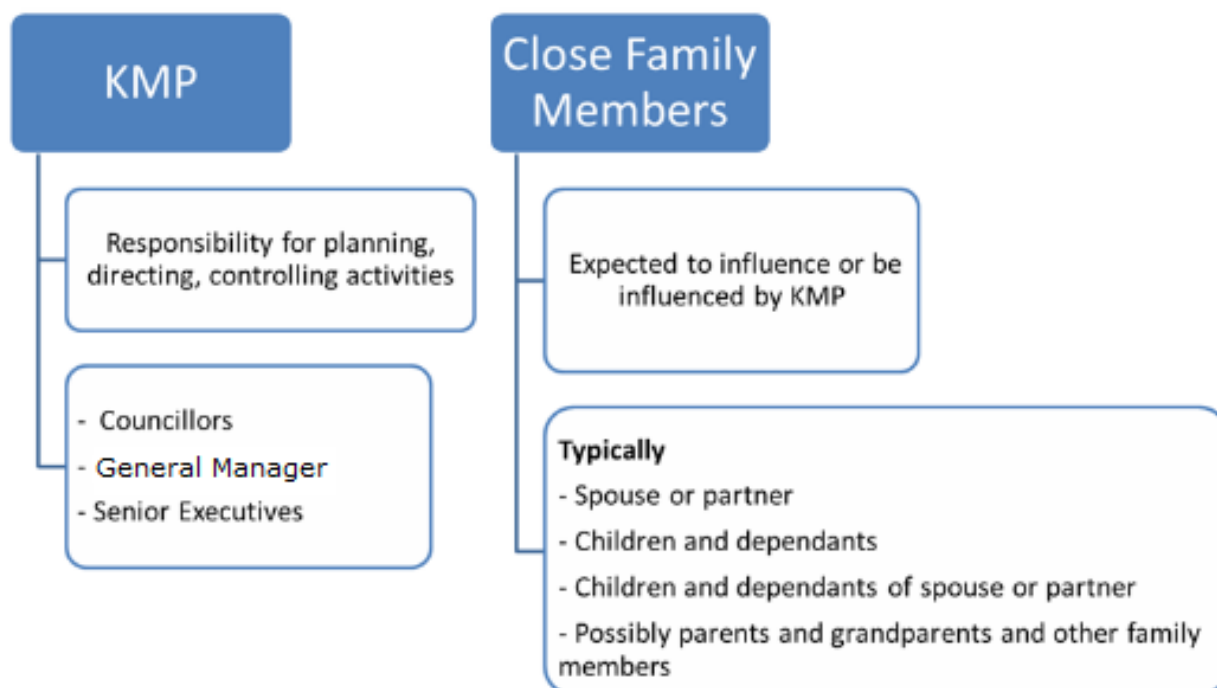 KMP
Responsibility for planning,
directing, controlling activities
- Councillors
- General Manager
- Senior Executives
Close Family
Members
Expected to influence or be
influenced by KMP
Typically
- Spouse or partner
- Children and dependants
- Children and dependants of spouse or partner
- Possibly parents and grandparents and other family
members